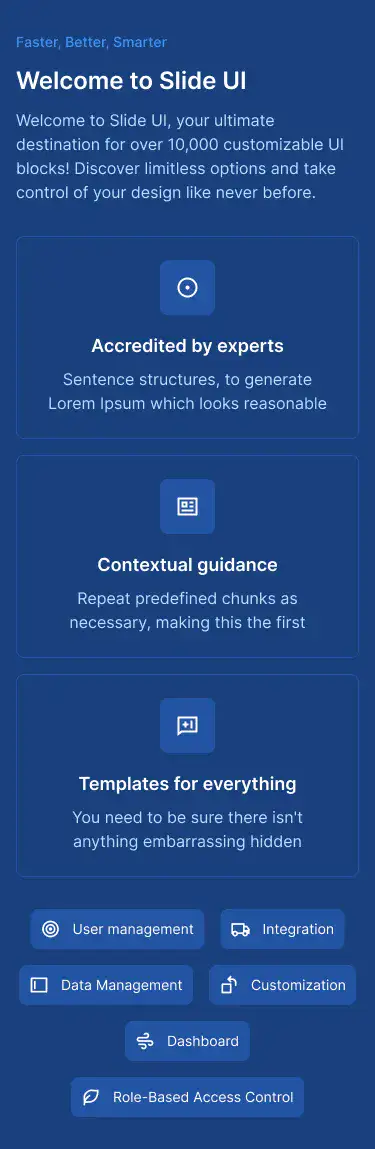 Faster, Better, Smarter
Welcome to Slide UI
Welcome to Slide UI, your ultimate
destination for over 10,000 customizable UI
blocks! Discover limitless options and take
control of your design like never before.
Accredited by experts
Sentence structures, to generate
Lorem Ipsum which looks reasonable
Contextual guidance
Repeat predefined chunks as
necessary, making this the first
Templates for everything
You need to be sure there isn't
anything embarrassing hidden
User management
Integration
Data Management
Customization
Dashboard
Role-Based Access Control